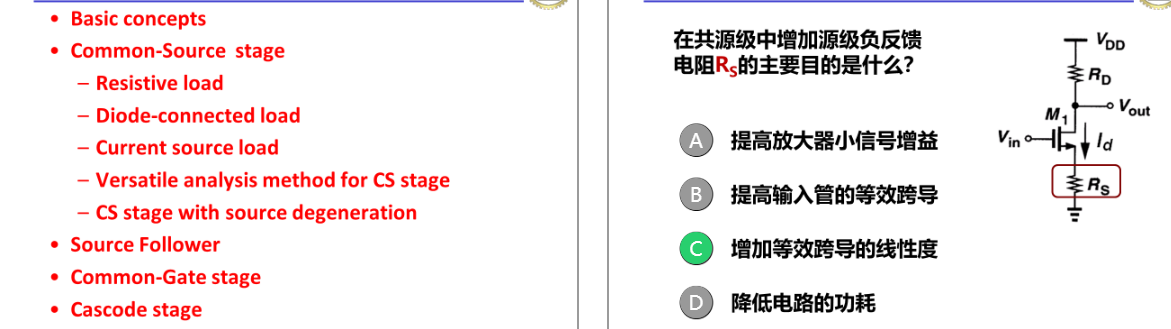 • Basic concepts
• Common-Source stage
– Resistive load
– Diode-connected load
– Current source load
– Versatile analysis method for CS stage
– CS stage with source degeneration
• Source Follower
• Common-Gate stage
• Cascode stage
在共源级中增加源级负反馈
电阻RS的主要目的是什么?
A 提高放大器小信号增益
B 提高输入管的等效跨导
C 增加等效跨导的线性度
D 降低电路的功耗
VDD
RD
Vout
M1
Vin
Id
RS